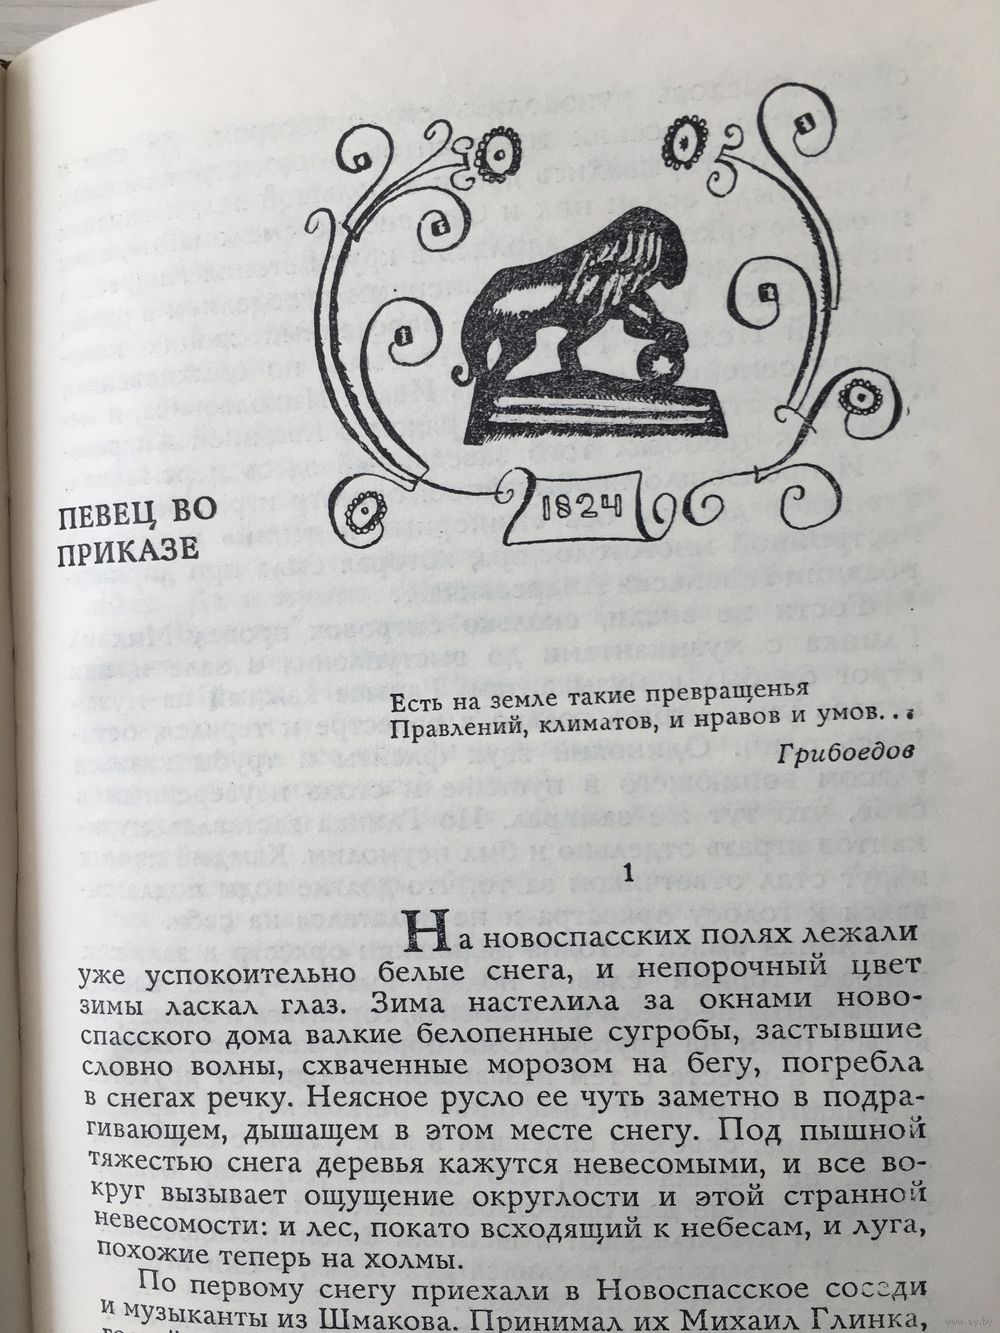 1824
ПЕВЕЦ ВО
ПРИКАЗЕ
Есть на земле такие превращенья
Правлений, климатов, и нравов и умов...
Грибоедов
1
На новоспасских полях лежали
уже успокоительно белые снега, и непорочный цвет
зимы ласкал глаз. Зима настелила за окнами ново-
спасского дома валкие белопенные сугробы, застывшие
словно волны, схваченные морозом на бегу, погребла
в снегах речку. Неясное русло ее чуть заметно в подра-
гивающем, дышащем в этом месте снегу. Под пышной
тяжестью снега деревья кажутся невесомыми, и все во-
круг вызывает ощущение округлости и этой странной
невесомости: и лес, покато всходящий к небесам, и луга,
похожие теперь на холмы.
По первому снегу приехали в Новоспасское соседи
и музыканты из Шмакова. Принимал их Михаил Глинка,
www.ay.by